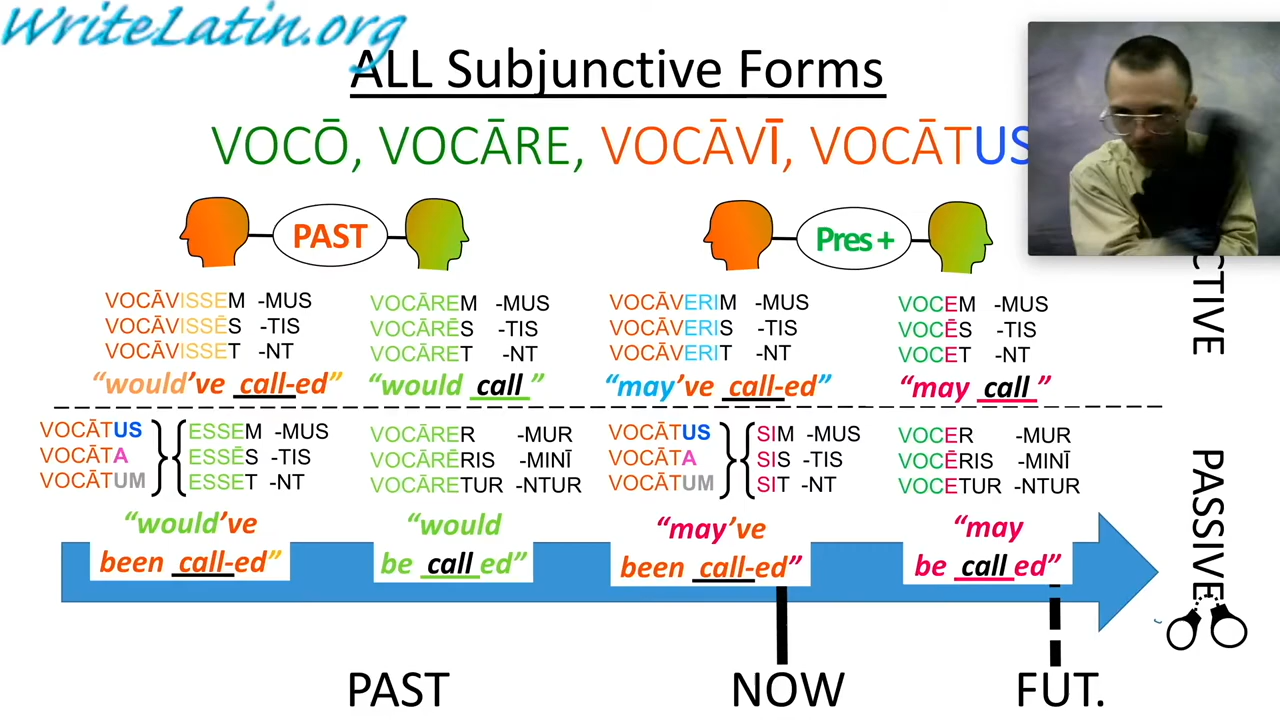 WriteLatin.org
ALL Subjunctive Forms
VOCŌ, VOCĀRE, VOCĀVĪ, VOCĀTUS
PAST
Pres +
VOCĀVISSEM -MUS
VOCĀVISSĒS -TIS
VOCĀVISSET -NT
“would’ve call-ed”
VOCĀREM -MUS
VOCĀRĒS -TIS
VOCĀRET -NT
“would call ”
VOCĀVERIM -MUS
VOCĀVERIS -TIS
VOCĀVERIT -NT
“may’ve call-ed”
VOCEM -MUS
VOCĒS -TIS
VOCET -NT
“may call ”
CTIVE
VOCĀTUS
VOCĀTA
VOCĀTUM
ESSEM -MUS
ESSĒS -TIS
ESSET -NT
“would’ve
been call-ed”
VOCĀRER -MUR
VOCĀRĒRIS -MINĪ
VOCĀRETUR -NTUR
“would
be call ed”
VOCĀTUS
VOCĀTA
VOCĀTUM
SIM -MUS
SIS -TIS
SIT -NT
“may’ve
been call-ed”
VOCER -MUR
VOCĒRIS -MINĪ
VOCETUR -NTUR
“may
be call ed”
PASSIVE
PAST
NOW
FUT.